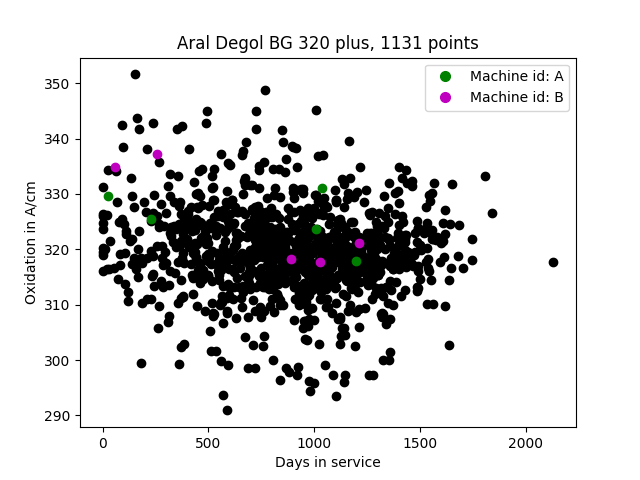 Aral Degol BG 320 plus, 1131 points
Machine id: A
Machine id: B
350
340
330
320
310
300
290
Oxidation in A/cm
0 500 1000 1500 2000
Days in service